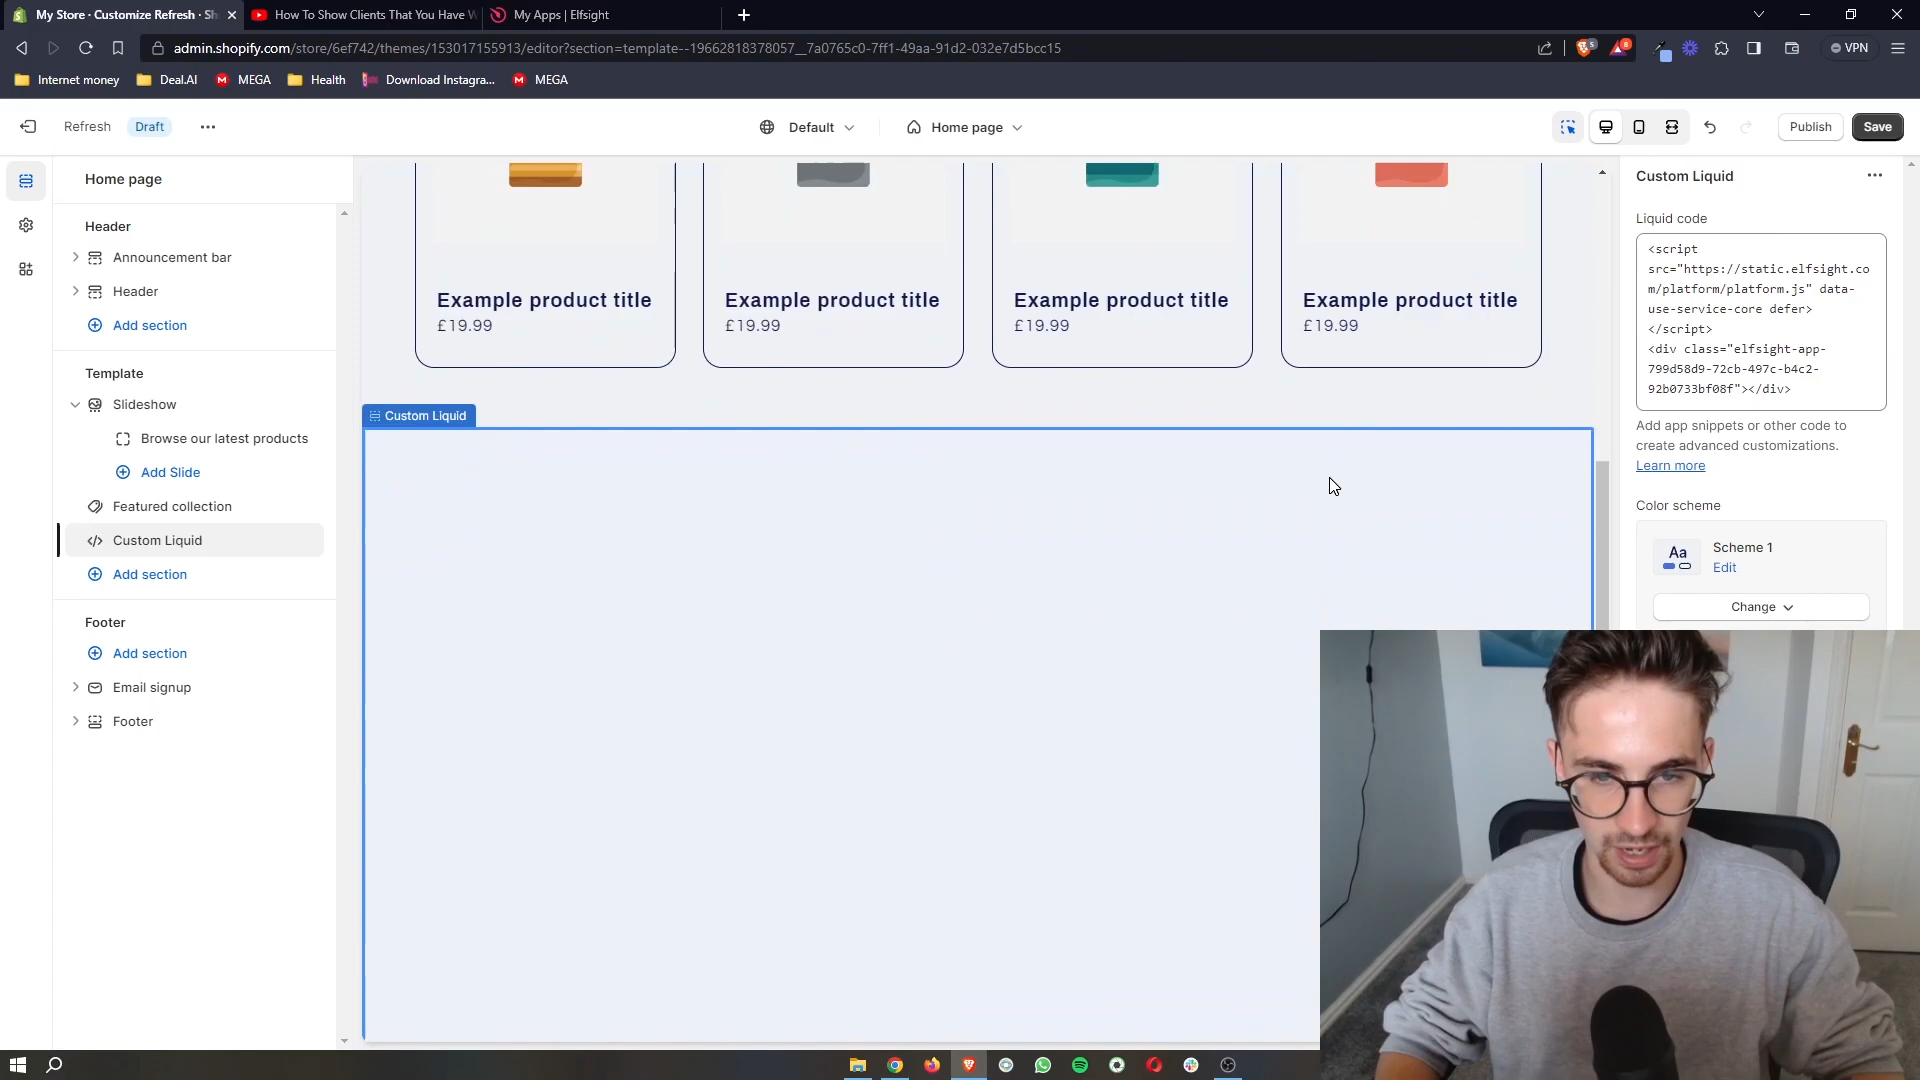 My Store · Customize Refresh · Sh
How To Show Clients That You Have W
My Apps | Elfsight
admin.shopify.com/store/6ef742/themes/153017155913/editor?section=template--19662818378057__7a0765c0-7ff1-49aa-91d2-032e7d5bcc15
VPN
Internet money
Deal.AI
MEGA
Health
Download Instagra...
MEGA
Refresh
Draft
Default
Home page
Publish
Save
Home page
Header
Announcement bar
Header
Add section
Template
Slideshow
Browse our latest products
Add Slide
Featured collection
Custom Liquid
Add section
Footer
Add section
Email signup
Footer
Example product title
£19.99
Example product title
£19.99
Example product title
£19.99
Example product title
£19.99
Custom Liquid
Custom Liquid
Liquid code
<script
src="https://static.elfsight.co
m/platform/platform.js" data-
use-service-core defer>
</script>
<div class="elfsight-app-
799d58d9-72cb-497c-b4c2-
92b0733bf08f"></div>
Add app snippets or other code to
create advanced customizations.
Learn more
Color scheme
Aa
Scheme 1
Edit
Change